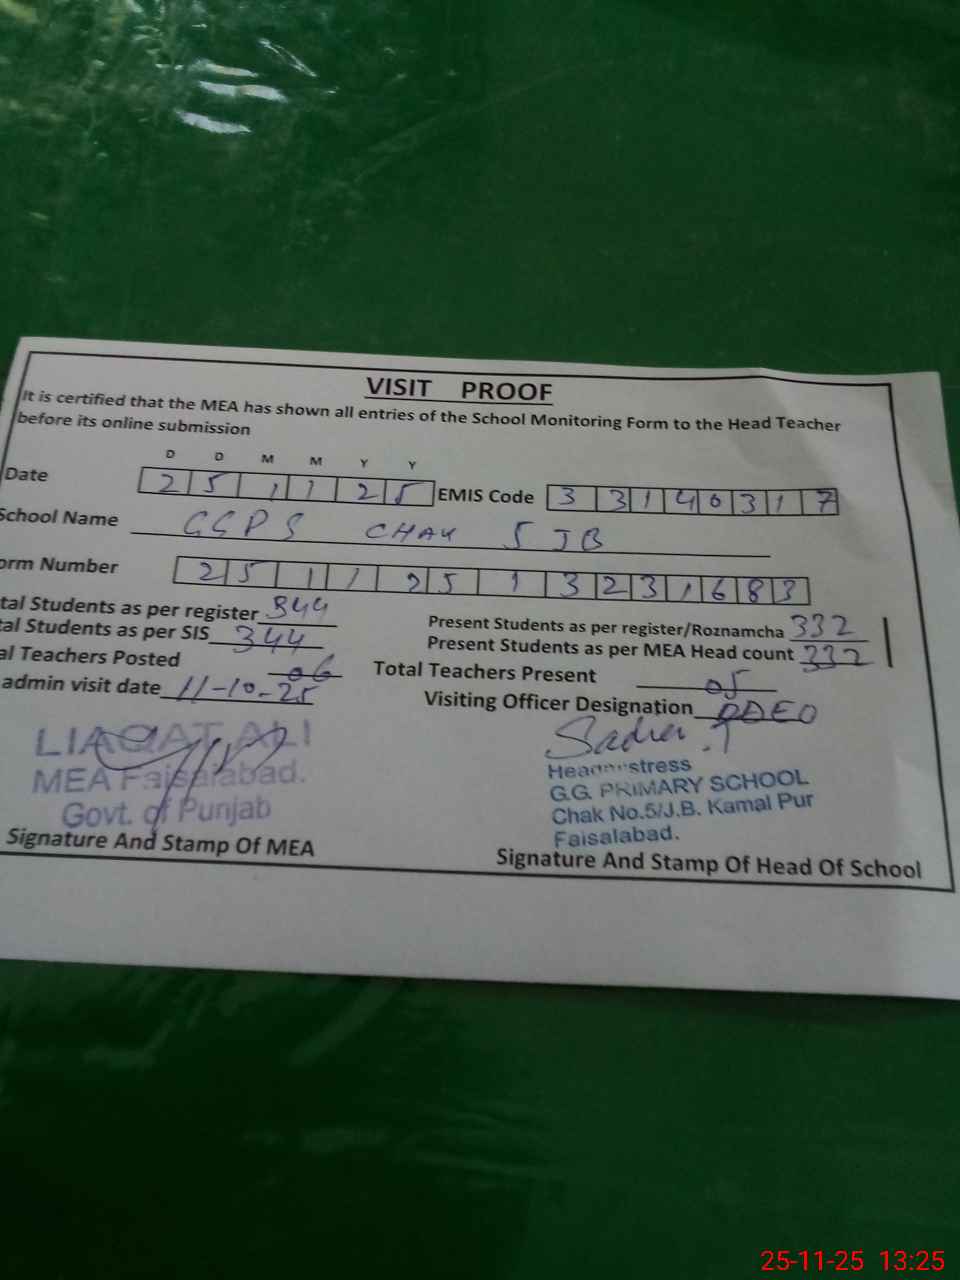 VISIT PROOF
It is certified that the MEA has shown all entries of the School Monitoring Form to the Head Teacher
before its online submission
D D M M Y Y
Date 2 5 1 1 2 5 EMIS Code 3 3 1 4 0 3 1 7
School Name GGPS CHAK 5 JB
orm Number 2 5 1 1 2 5 1 3 2 3 1 6 8 3
tal Students as per register 344
Present Students as per register/Roznamcha 332
tal Students as per SIS 344
Present Students as per MEA Head count 332
al Teachers Posted 06
Total Teachers Present 05
admin visit date 11-10-25
Visiting Officer Designation DDEO
LIAQAT ALI
MEA Faisalabad.
Govt. of Punjab
Signature And Stamp Of MEA
Headmistress
G.G. PRIMARY SCHOOL
Chak No.5/J.B. Kamal Pur
Faisalabad.
Signature And Stamp Of Head Of School
25-11-25 13:25